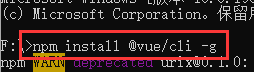 (c) Microsoft Corporation。保留
F:\>npm install @vue/cli -g
npm WARN deprecated urix@0.1.0: